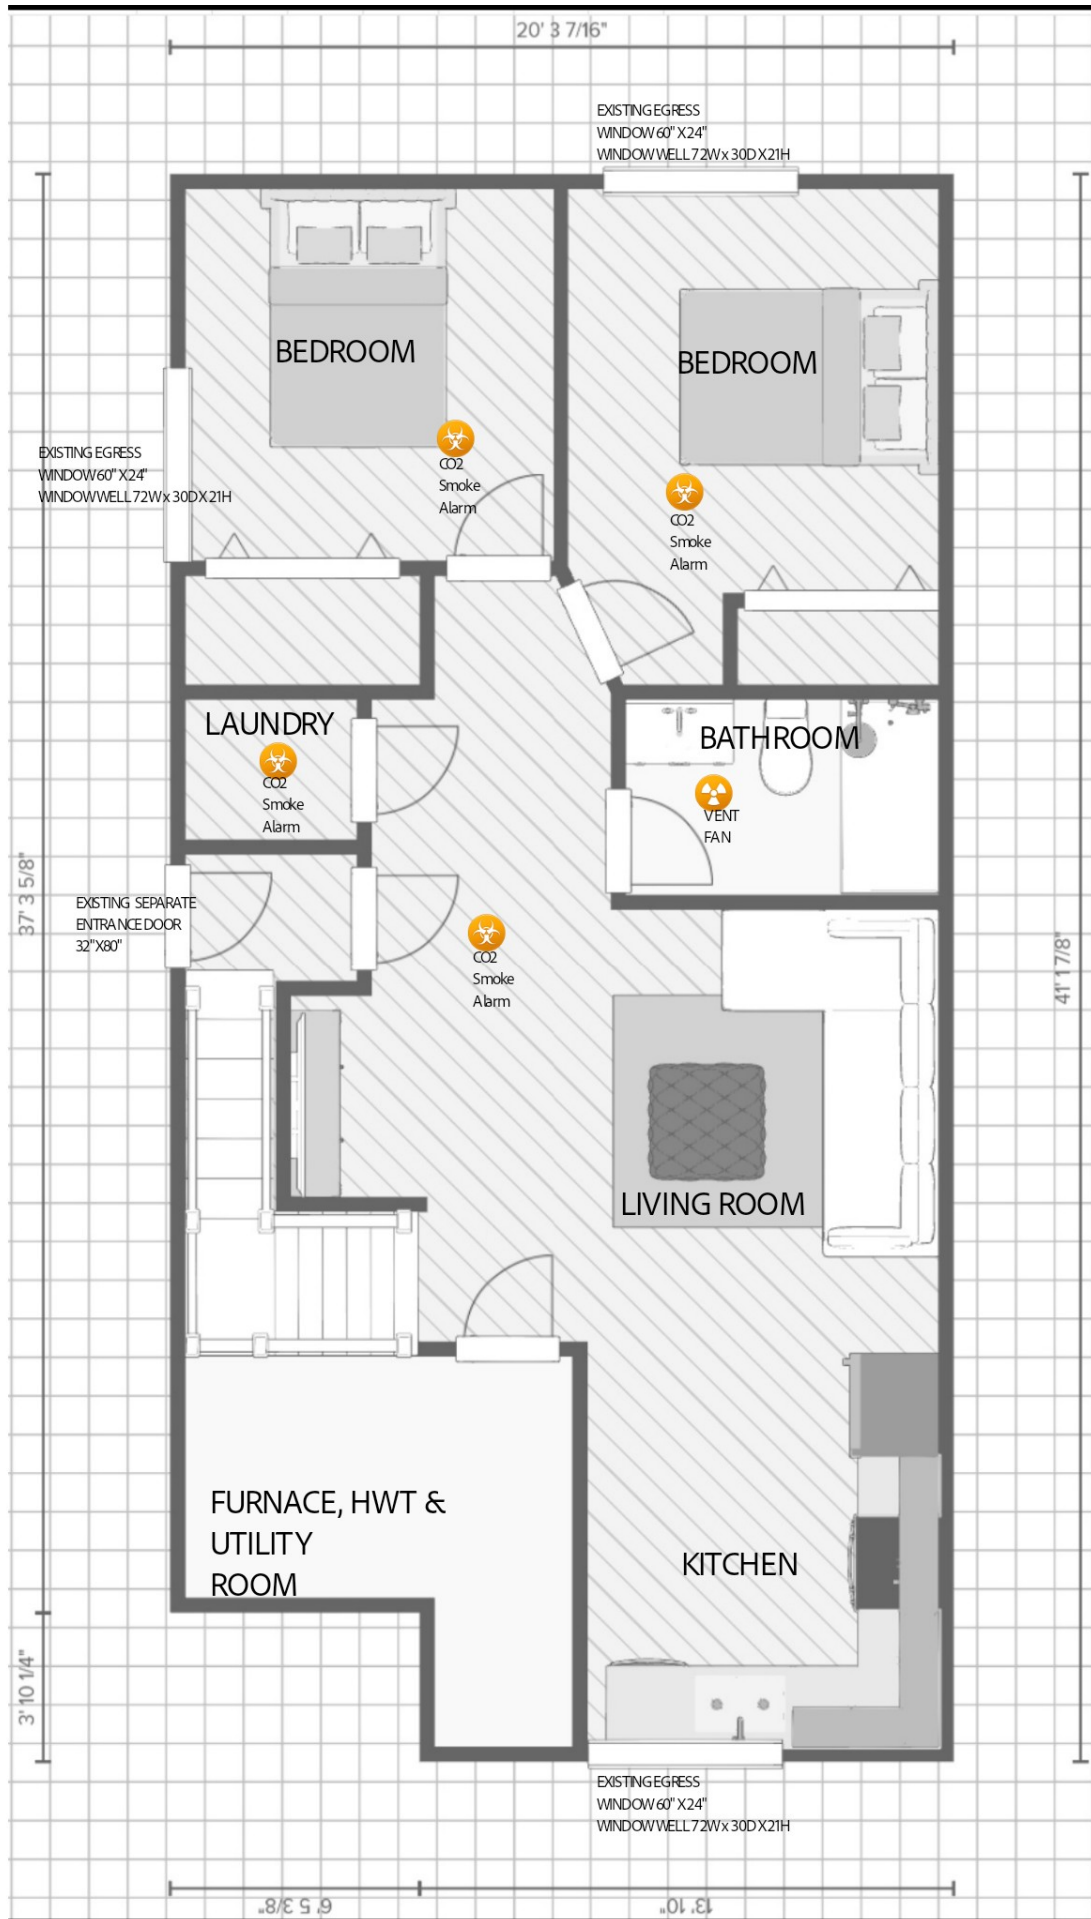 20' 3 7/16"
EXISTING EGRESS
WINDOW 60" X 24"
WINDOW WELL 72W x 30D X 21H
BEDROOM
BEDROOM
EXISTING EGRESS
WINDOW 60" X 24"
WINDOW WELL 72W x 30D X 21H
CO2
Smoke
Alarm
CO2
Smoke
Alarm
LAUNDRY
CO2
Smoke
Alarm
BATHROOM
VENT
FAN
37' 3 5/8"
EXISTING SEPARATE
ENTRANCE DOOR
32"X80"
CO2
Smoke
Alarm
41' 1 7/8"
LIVING ROOM
FURNACE, HWT &
UTILITY
ROOM
KITCHEN
3' 10 1/4"
EXISTING EGRESS
WINDOW 60" X 24"
WINDOW WELL 72W x 30D X 21H
6' 5 3/8"
13' 10"